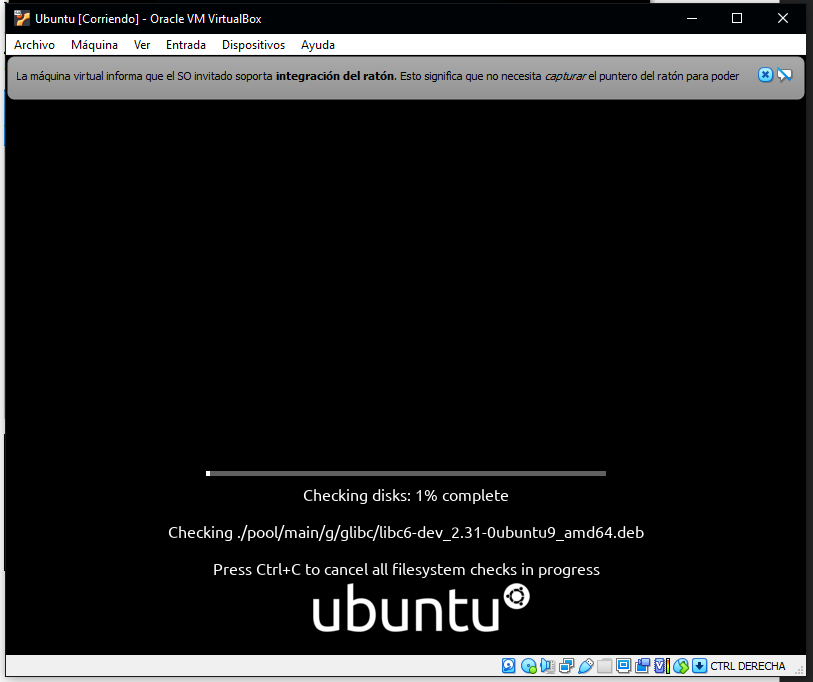 Ubuntu [Corriendo] - Oracle VM VirtualBox
Archivo Máquina Ver Entrada Dispositivos Ayuda
La máquina virtual informa que el SO invitado soporta integración del ratón. Esto significa que no necesita capturar el puntero del ratón para poder
Checking disks: 1% complete
Checking ./pool/main/g/glibc/libc6-dev_2.31-0ubuntu9_amd64.deb
Press Ctrl+C to cancel all filesystem checks in progress
ubuntu
CTRL DERECHA